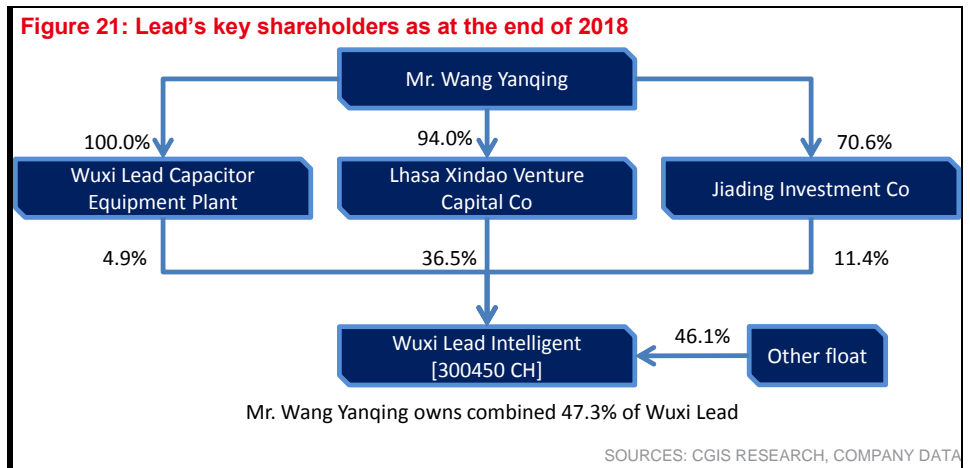 Figure 21: Lead's key shareholders as at the end of 2018
Mr. Wang Yanqing
100.0%
94.0%
70.6%
Wuxi Lead Capacitor
Equipment Plant
Lhasa Xindao Venture
Capital Co
Jiading Investment Co
4.9%
36.5%
11.4%
Wuxi Lead Intelligent
[300450 CH]
46.1%
Other float
Mr. Wang Yanqing owns combined 47.3% of Wuxi Lead
SOURCES: CGIS RESEARCH, COMPANY DATA